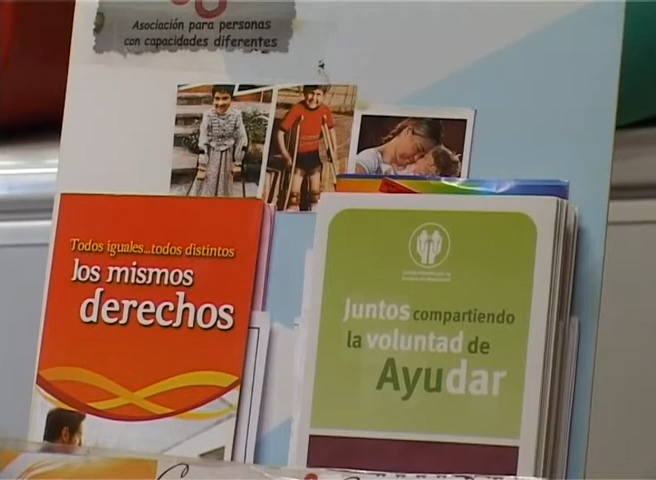 Asociación para personas
con capacidades diferentes
Todos iguales...todos distintos
los mismos
derechos
Juntos compartiendo
la voluntad de
Ayudar